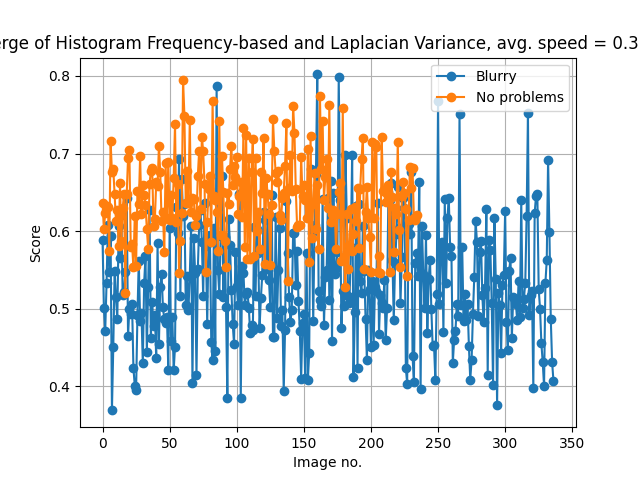 erge of Histogram Frequency-based and Laplacian Variance, avg. speed = 0.3
Blurry
No problems
Score
0.8
0.7
0.6
0.5
0.4
0
50
100
150
200
250
300
350
Image no.